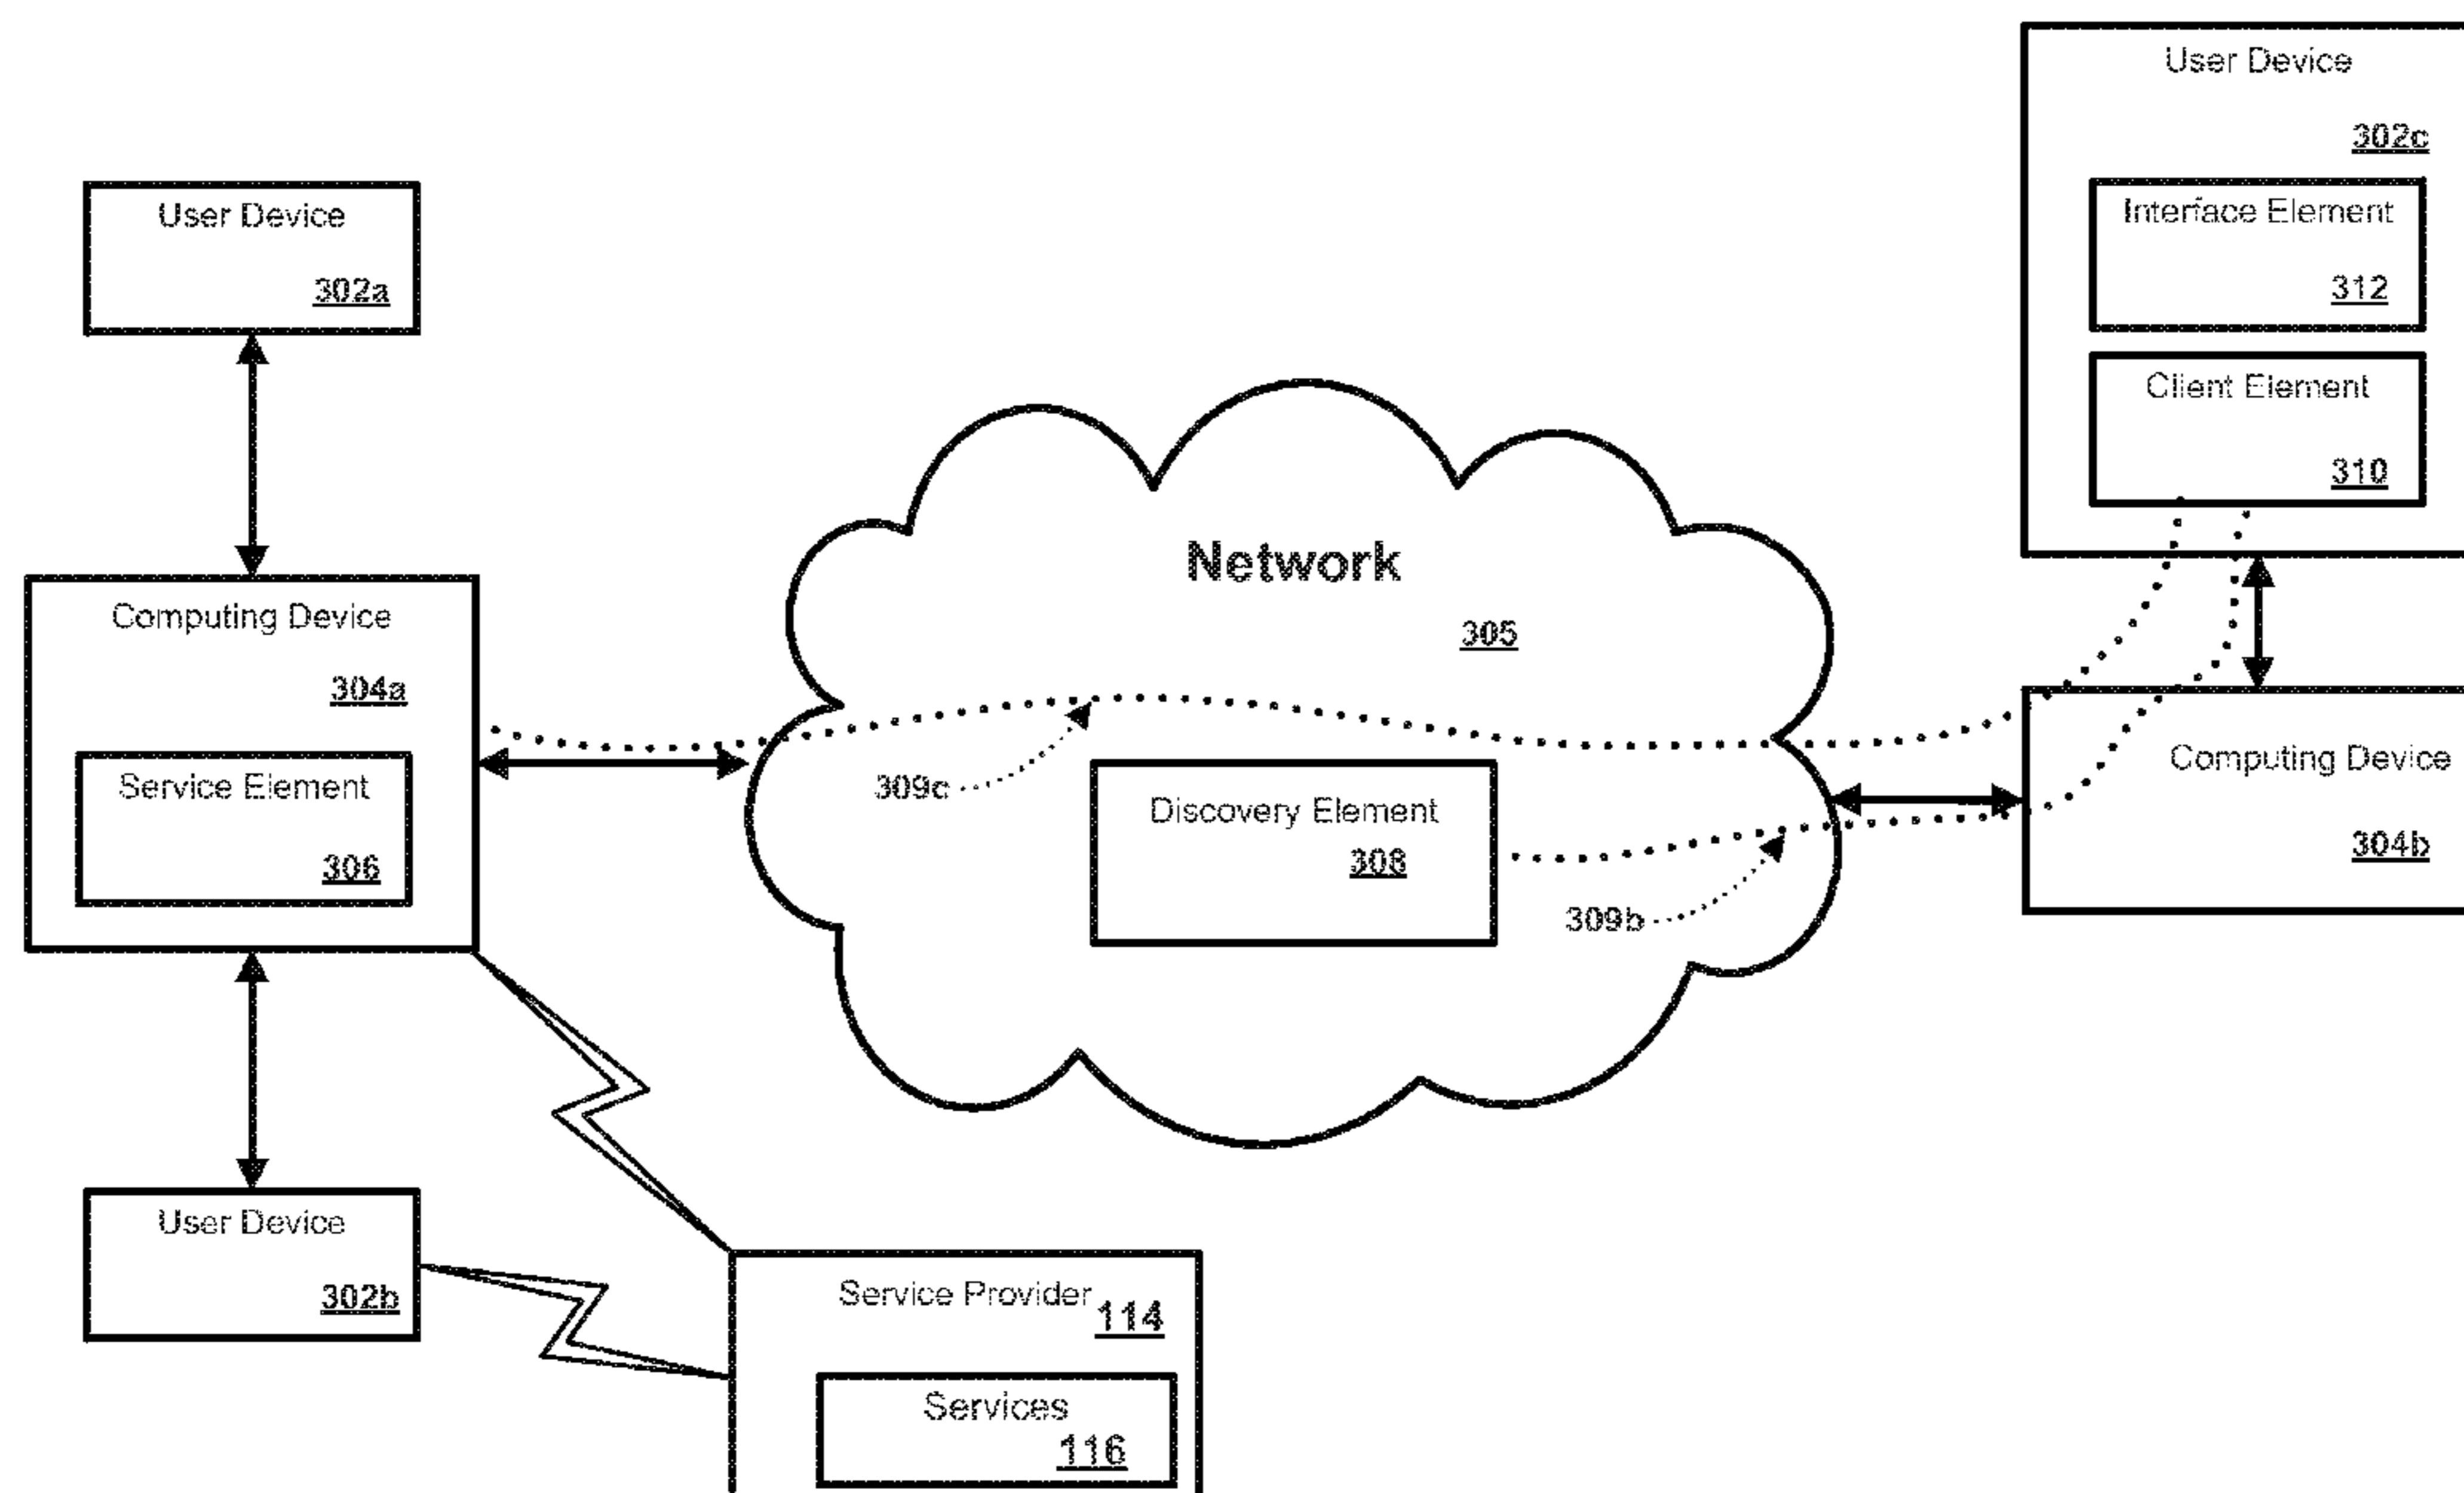 User Device
302c
Interface Element
312
Client Element
310
User Device
302a
Computing Device
304a
Service Element
306
Network
305
309c
Discovery Element
308
309b
Computing Device
304b
User Device
302b
Service Provider
114
Services
116